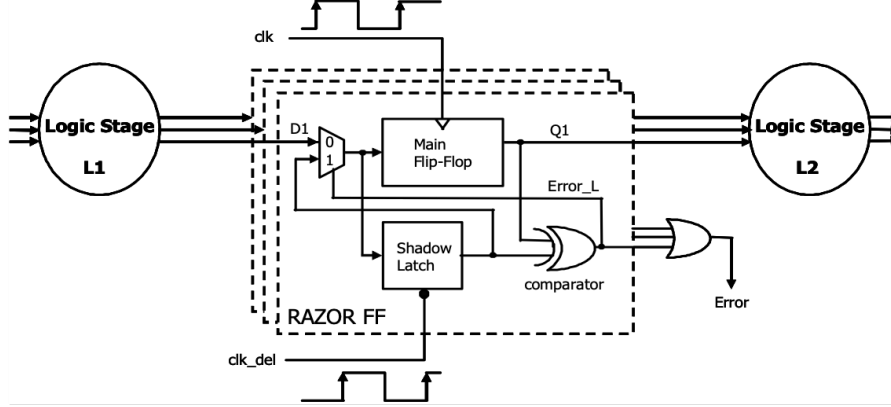 clk
Logic Stage
L1
D1
0
1
Main
Flip-Flop
Q1
Logic Stage
L2
Error_L
Shadow
Latch
comparator
Error
RAZOR FF
clk_del